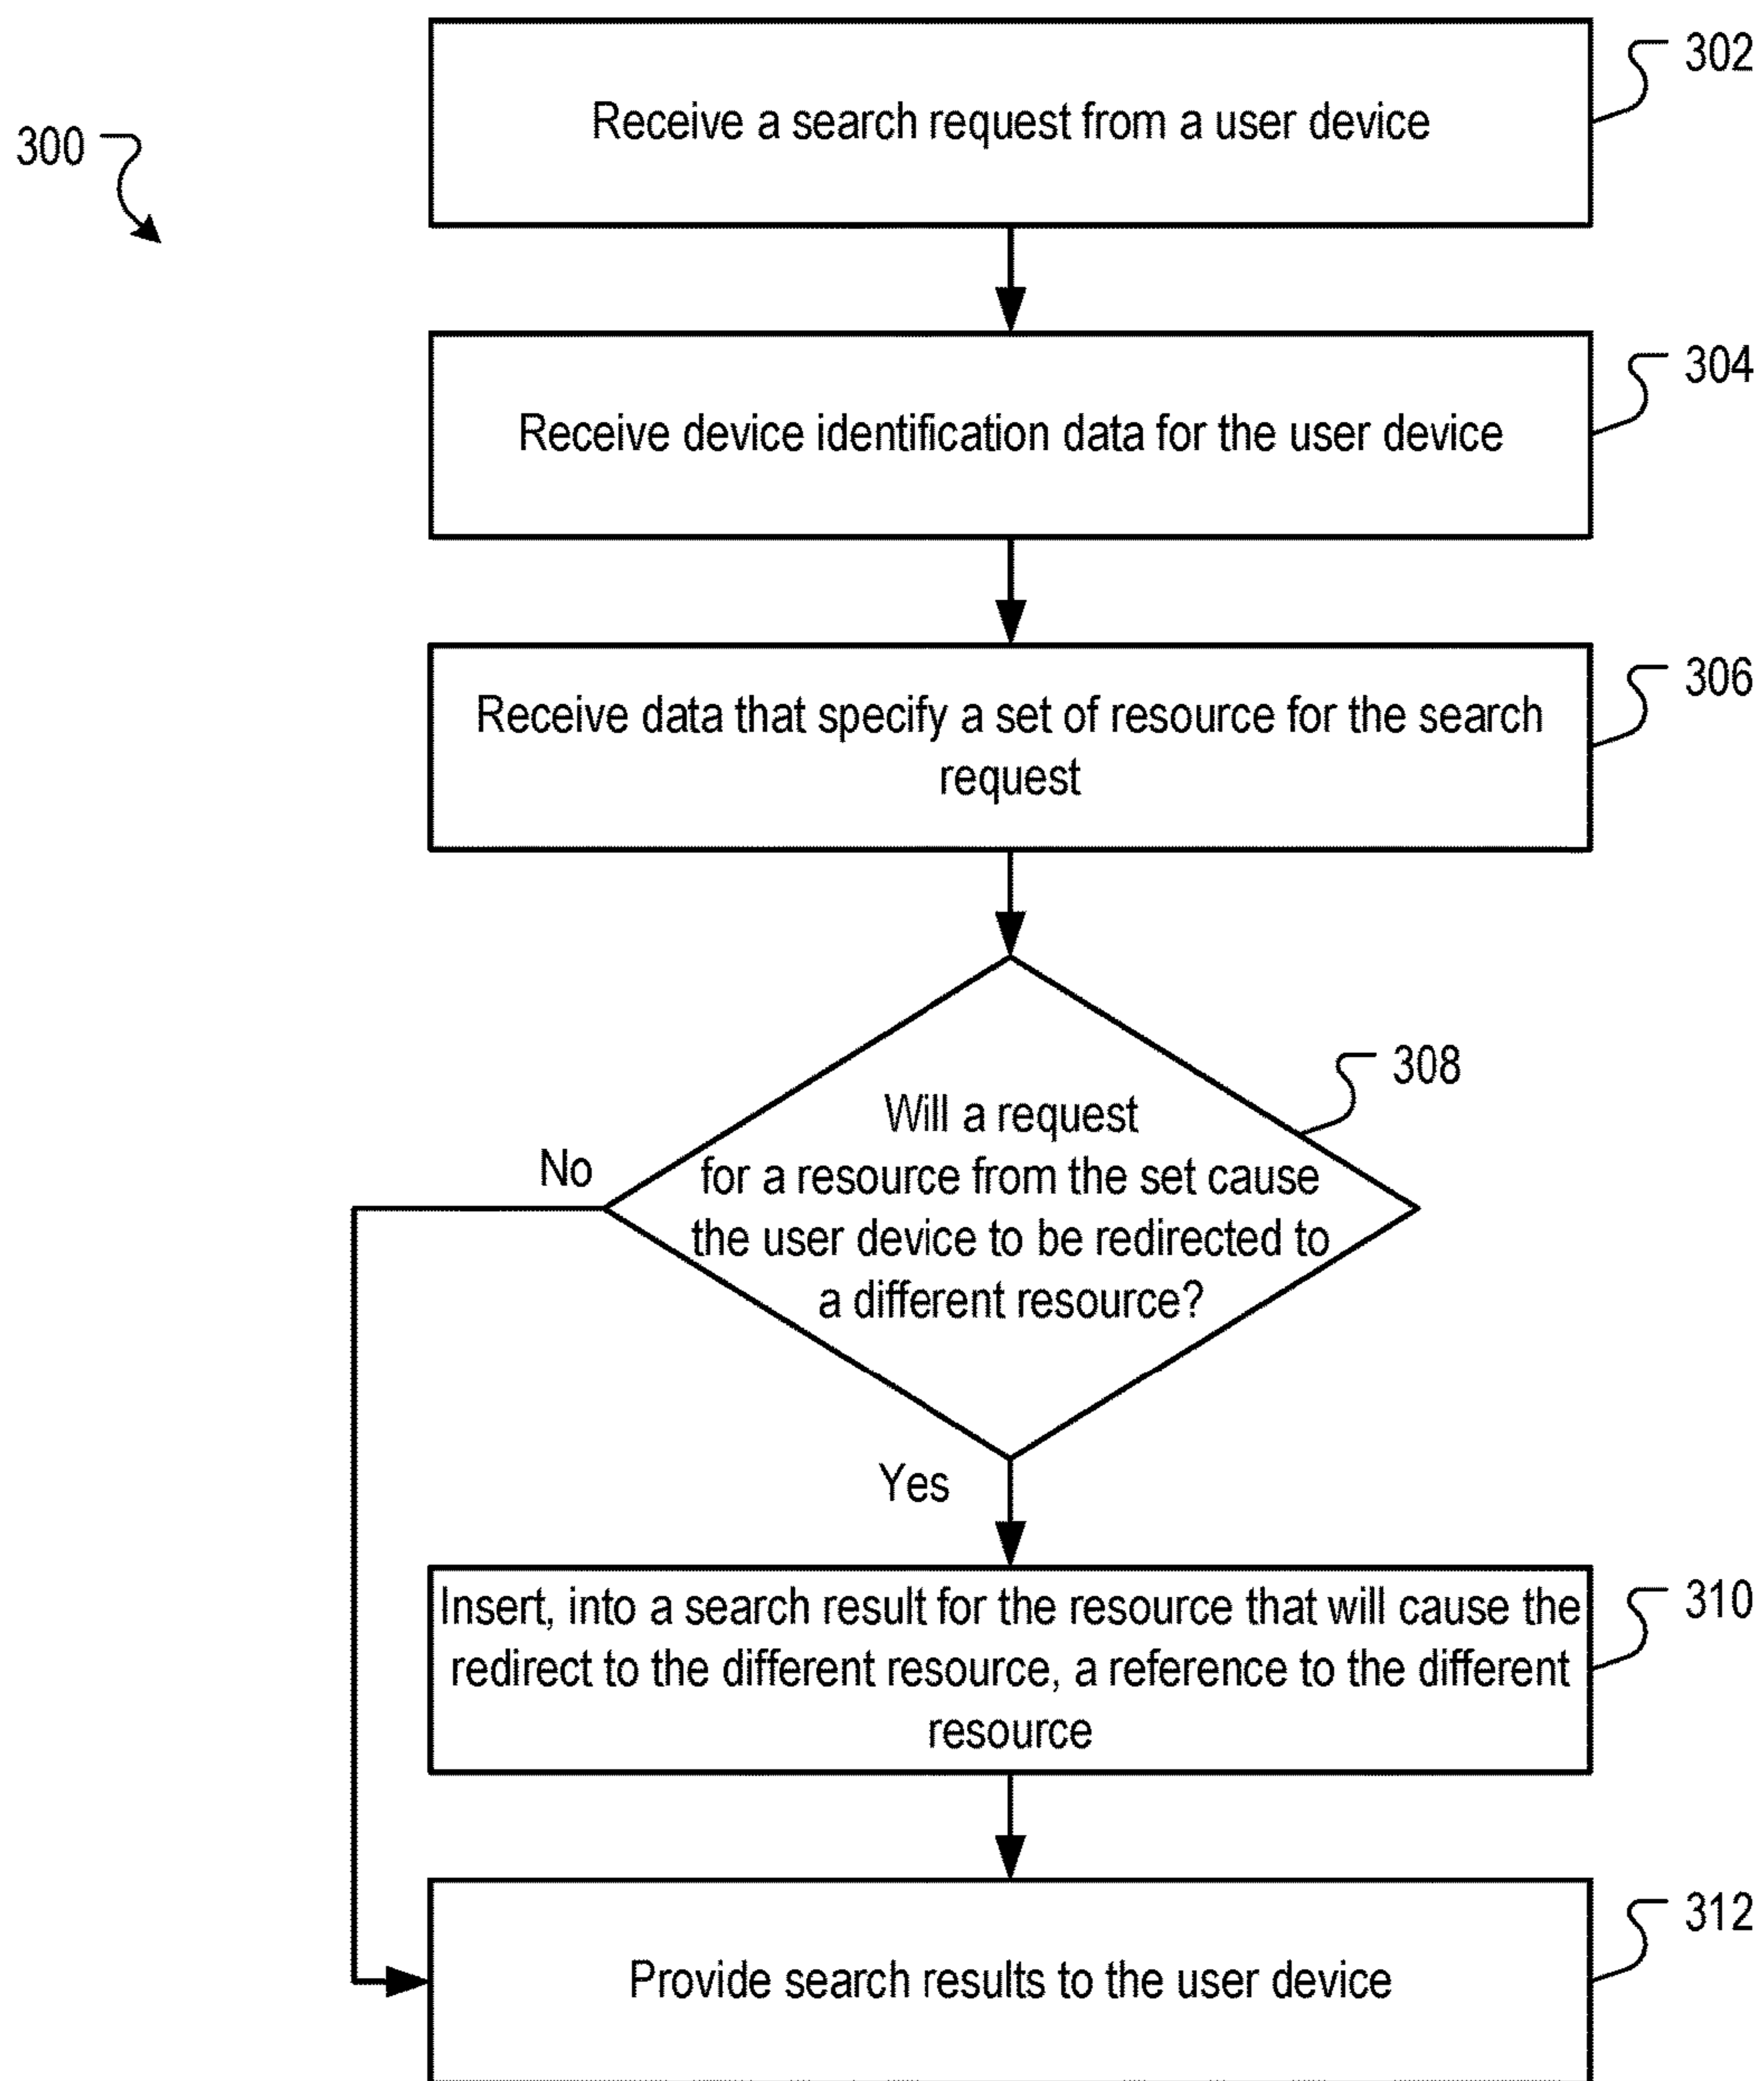 300
302
Receive a search request from a user device
304
Receive device identification data for the user device
306
Receive data that specify a set of resource for the search
request
308
Will a request
for a resource from the set cause
the user device to be redirected to
a different resource?
No
Yes
310
Insert, into a search result for the resource that will cause the
redirect to the different resource, a reference to the different
resource
312
Provide search results to the user device